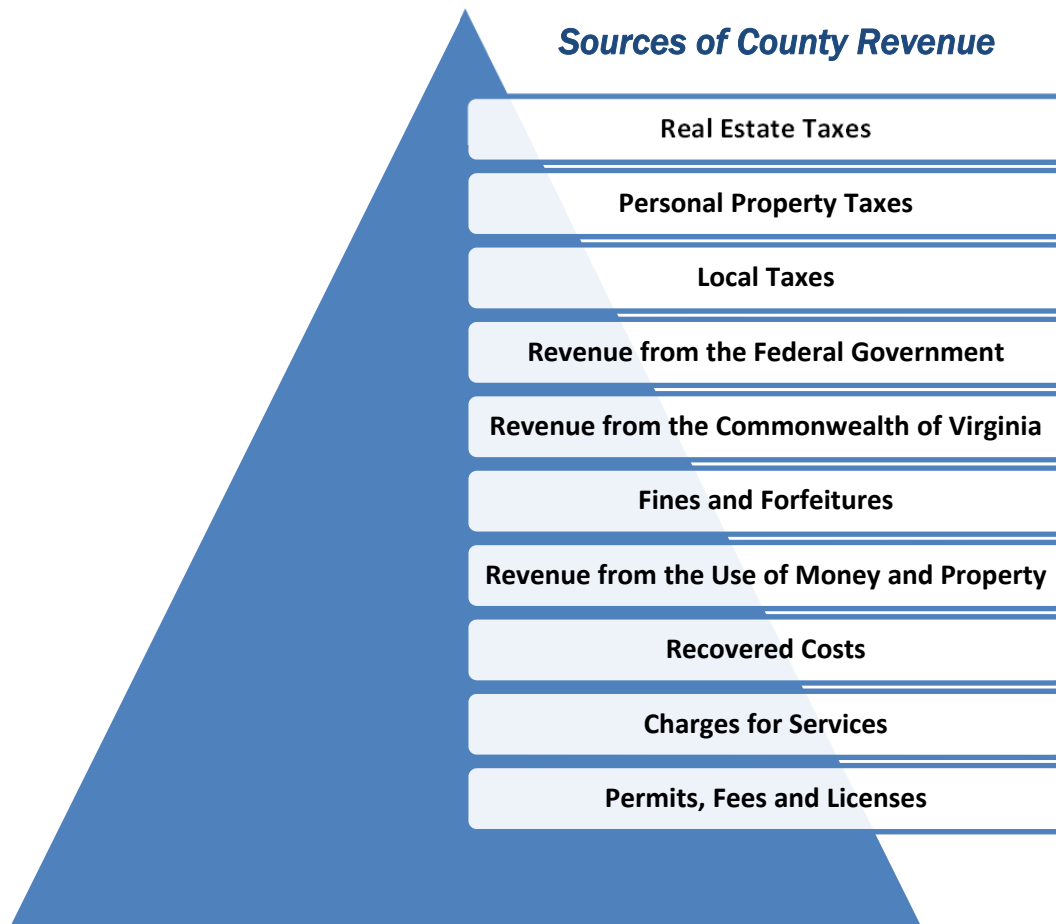 Sources of County Revenue
Real Estate Taxes
Personal Property Taxes
Local Taxes
Revenue from the Federal Government
Revenue from the Commonwealth of Virginia
Fines and Forfeitures
Revenue from the Use of Money and Property
Recovered Costs
Charges for Services
Permits, Fees and Licenses